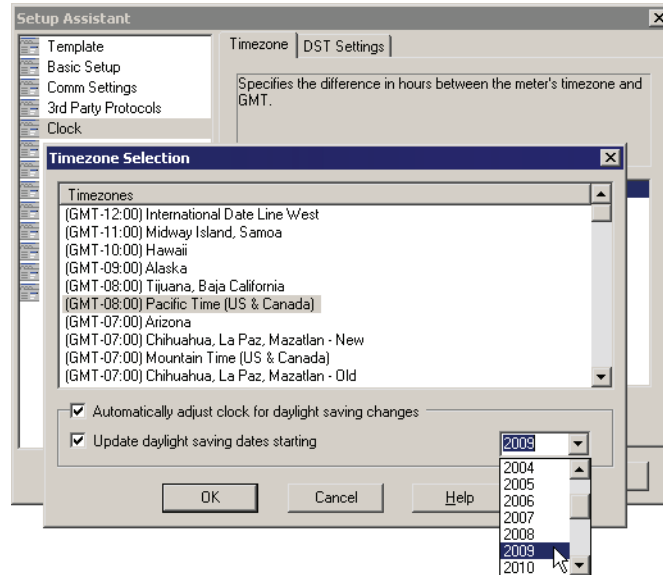 Setup Assistant
Template
Basic Setup
Comm Settings
3rd Party Protocols
Clock
Timezone
DST Settings
Specifies the difference in hours between the meter's timezone and
GMT.
Timezone Selection
Timezones
(GMT-12:00) International Date Line West
(GMT-11:00) Midway Island, Samoa
(GMT-10:00) Hawaii
(GMT-09:00) Alaska
(GMT-08:00) Tijuana, Baja California
(GMT-08:00) Pacific Time (US & Canada)
(GMT-07:00) Arizona
(GMT-07:00) Chihuahua, La Paz, Mazatlan - New
(GMT-07:00) Mountain Time (US & Canada)
(GMT-07:00) Chihuahua, La Paz, Mazatlan - Old
Automatically adjust clock for daylight saving changes
Update daylight saving dates starting
2009
OK
Cancel
Help
2004
2005
2006
2007
2008
2009
2010